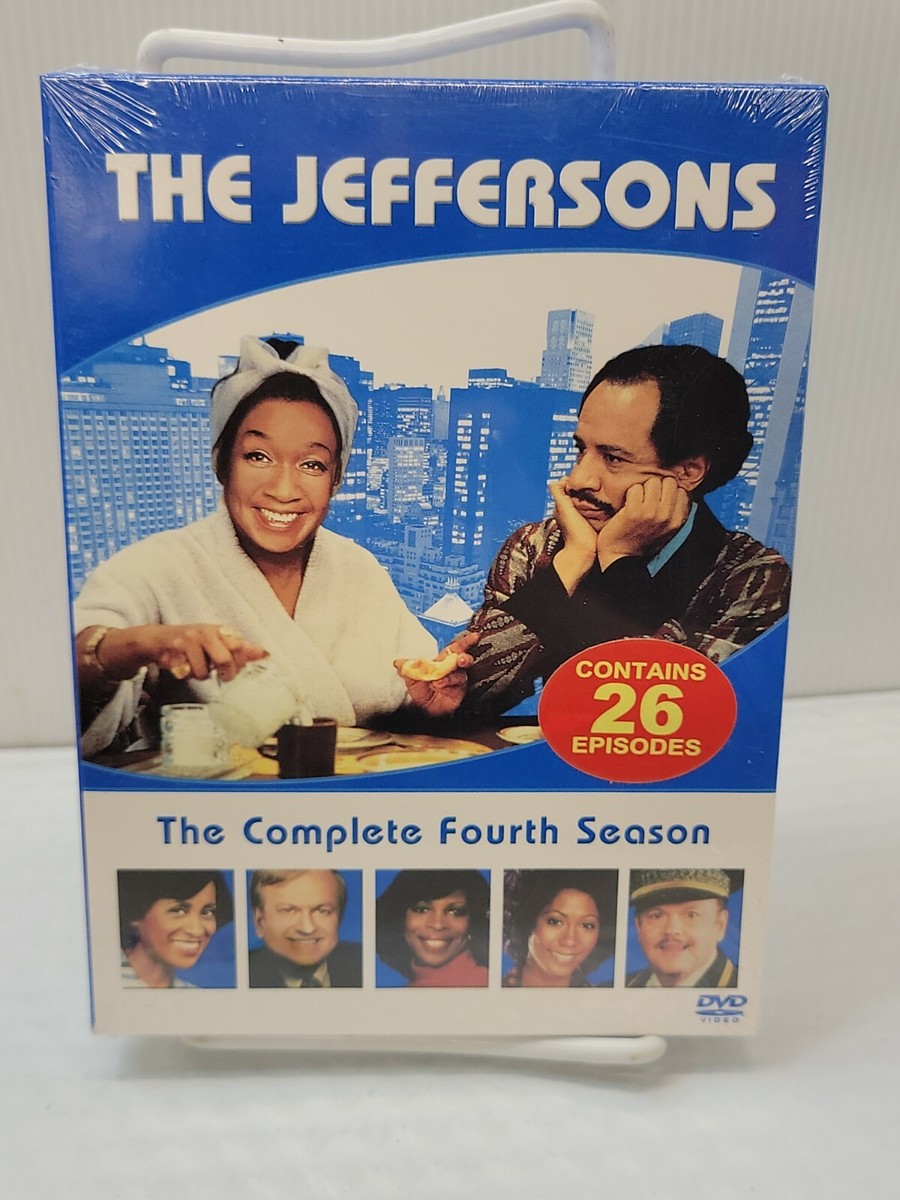 THE JEFFERSONS
CONTAINS
26
EPISODES
The Complete Fourth Season
DVD
VIDEO